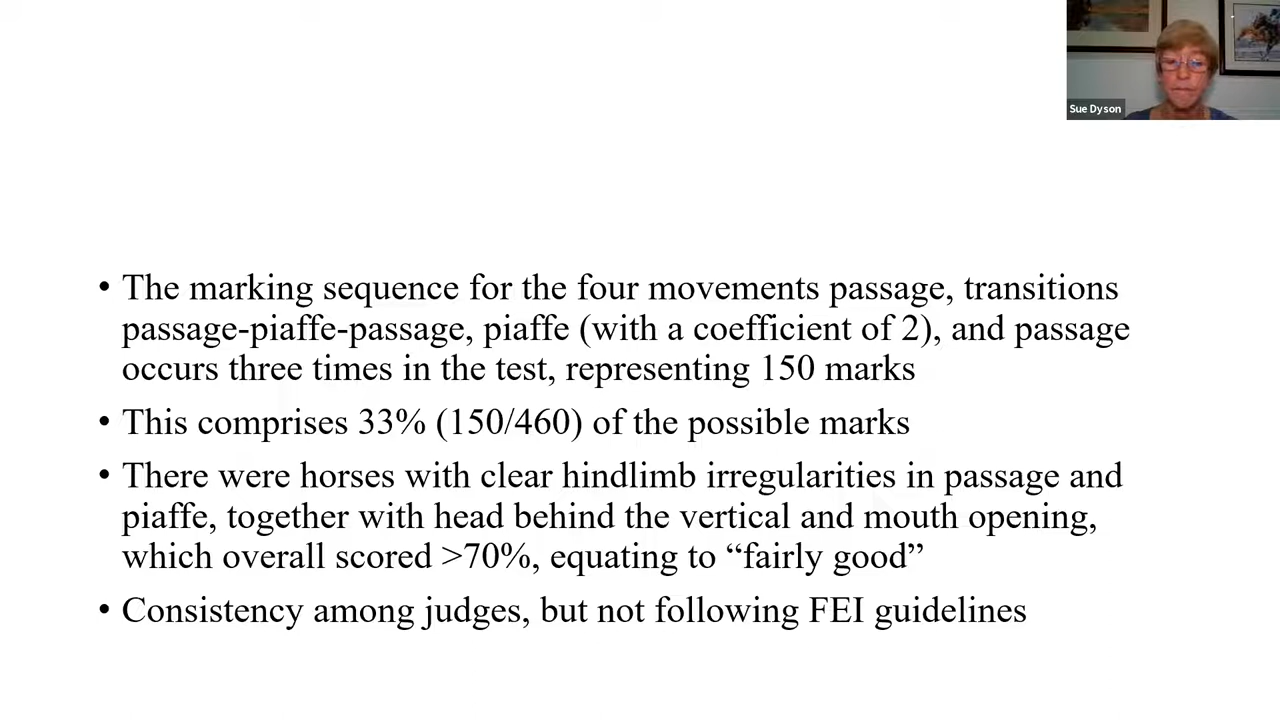 Sue Dyson
• The marking sequence for the four movements passage, transitions
passage-piaffe-passage, piaffe (with a coefficient of 2), and passage
occurs three times in the test, representing 150 marks
• This comprises 33% (150/460) of the possible marks
• There were horses with clear hindlimb irregularities in passage and
piaffe, together with head behind the vertical and mouth opening,
which overall scored >70%, equating to “fairly good”
• Consistency among judges, but not following FEI guidelines